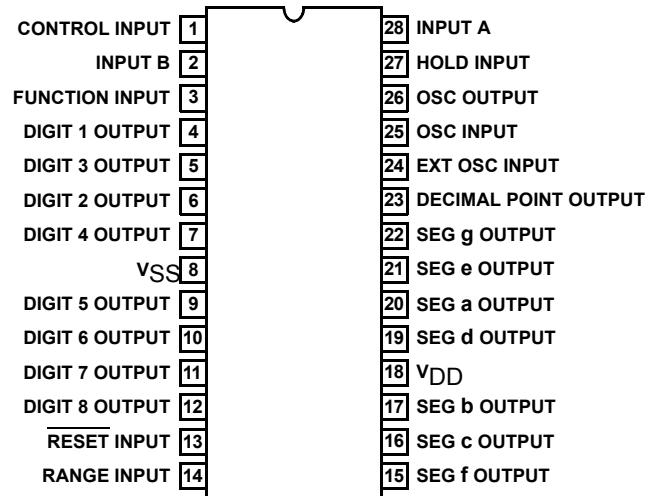 CONTROL INPUT 1 28 INPUT A
INPUT B 2 27 HOLD INPUT
FUNCTION INPUT 3 26 OSC OUTPUT
DIGIT 1 OUTPUT 4 25 OSC INPUT
DIGIT 3 OUTPUT 5 24 EXT OSC INPUT
DIGIT 2 OUTPUT 6 23 DECIMAL POINT OUTPUT
DIGIT 4 OUTPUT 7 22 SEG g OUTPUT
VSS 8 21 SEG e OUTPUT
DIGIT 5 OUTPUT 9 20 SEG a OUTPUT
DIGIT 6 OUTPUT 10 19 SEG d OUTPUT
DIGIT 7 OUTPUT 11 18 VDD
DIGIT 8 OUTPUT 12 17 SEG b OUTPUT
RESET INPUT 13 16 SEG c OUTPUT
RANGE INPUT 14 15 SEG f OUTPUT